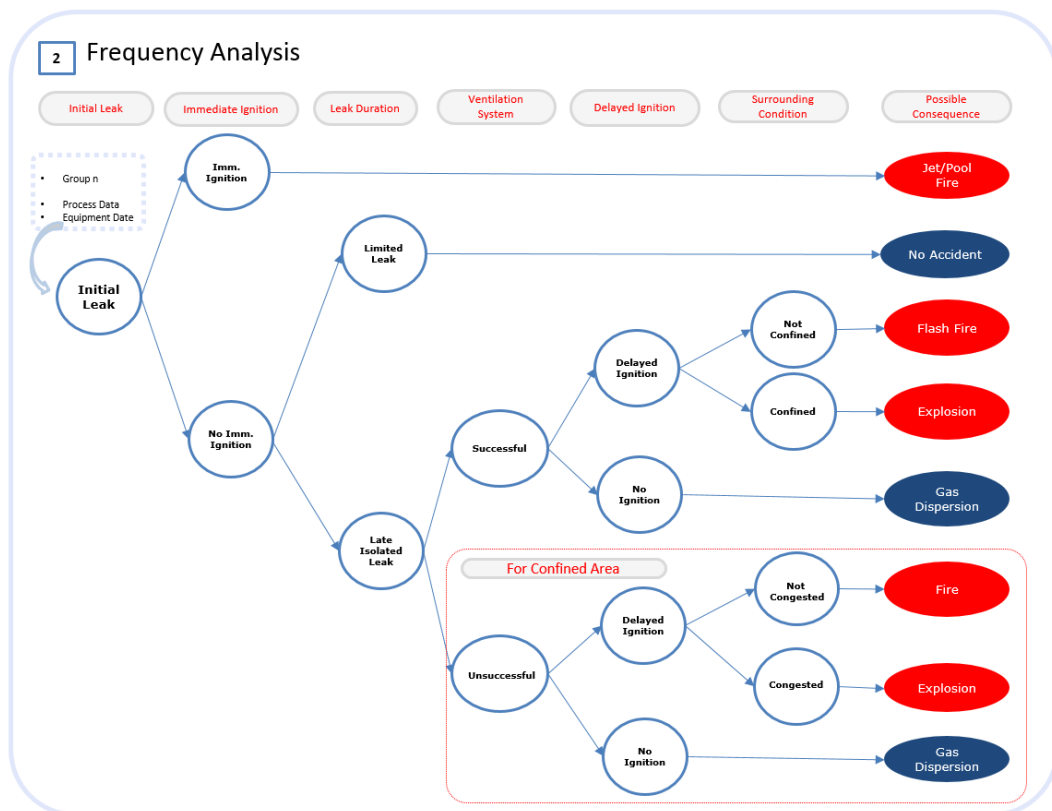 2
Frequency Analysis
Initial Leak
Immediate Ignition
Leak Duration
Ventilation
System
Delayed Ignition
Surrounding
Condition
Possible
Consequence
• Group n
• Process Data
• Equipment Date
Initial
Leak
Imm.
Ignition
Jet/Pool
Fire
Limited
Leak
No Accident
No Imm.
Ignition
Late
Isolated
Leak
Successful
Delayed
Ignition
Not
Confined
Flash Fire
Confined
Explosion
No
Ignition
Gas
Dispersion
For Confined Area
Unsuccessful
Delayed
Ignition
Not
Congested
Fire
Congested
Explosion
No
Ignition
Gas
Dispersion